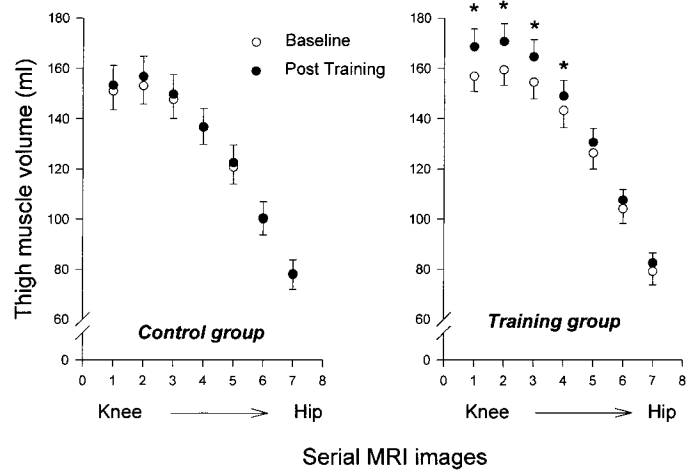 180
160
140
120
100
80
60
0
Thigh muscle volume (ml)
Baseline
Post Training
Control group
0 1 2 3 4 5 6 7 8
Knee Hip
180
160
140
120
100
80
60
0
* * * *
Training group
0 1 2 3 4 5 6 7 8
Knee Hip
Serial MRI images